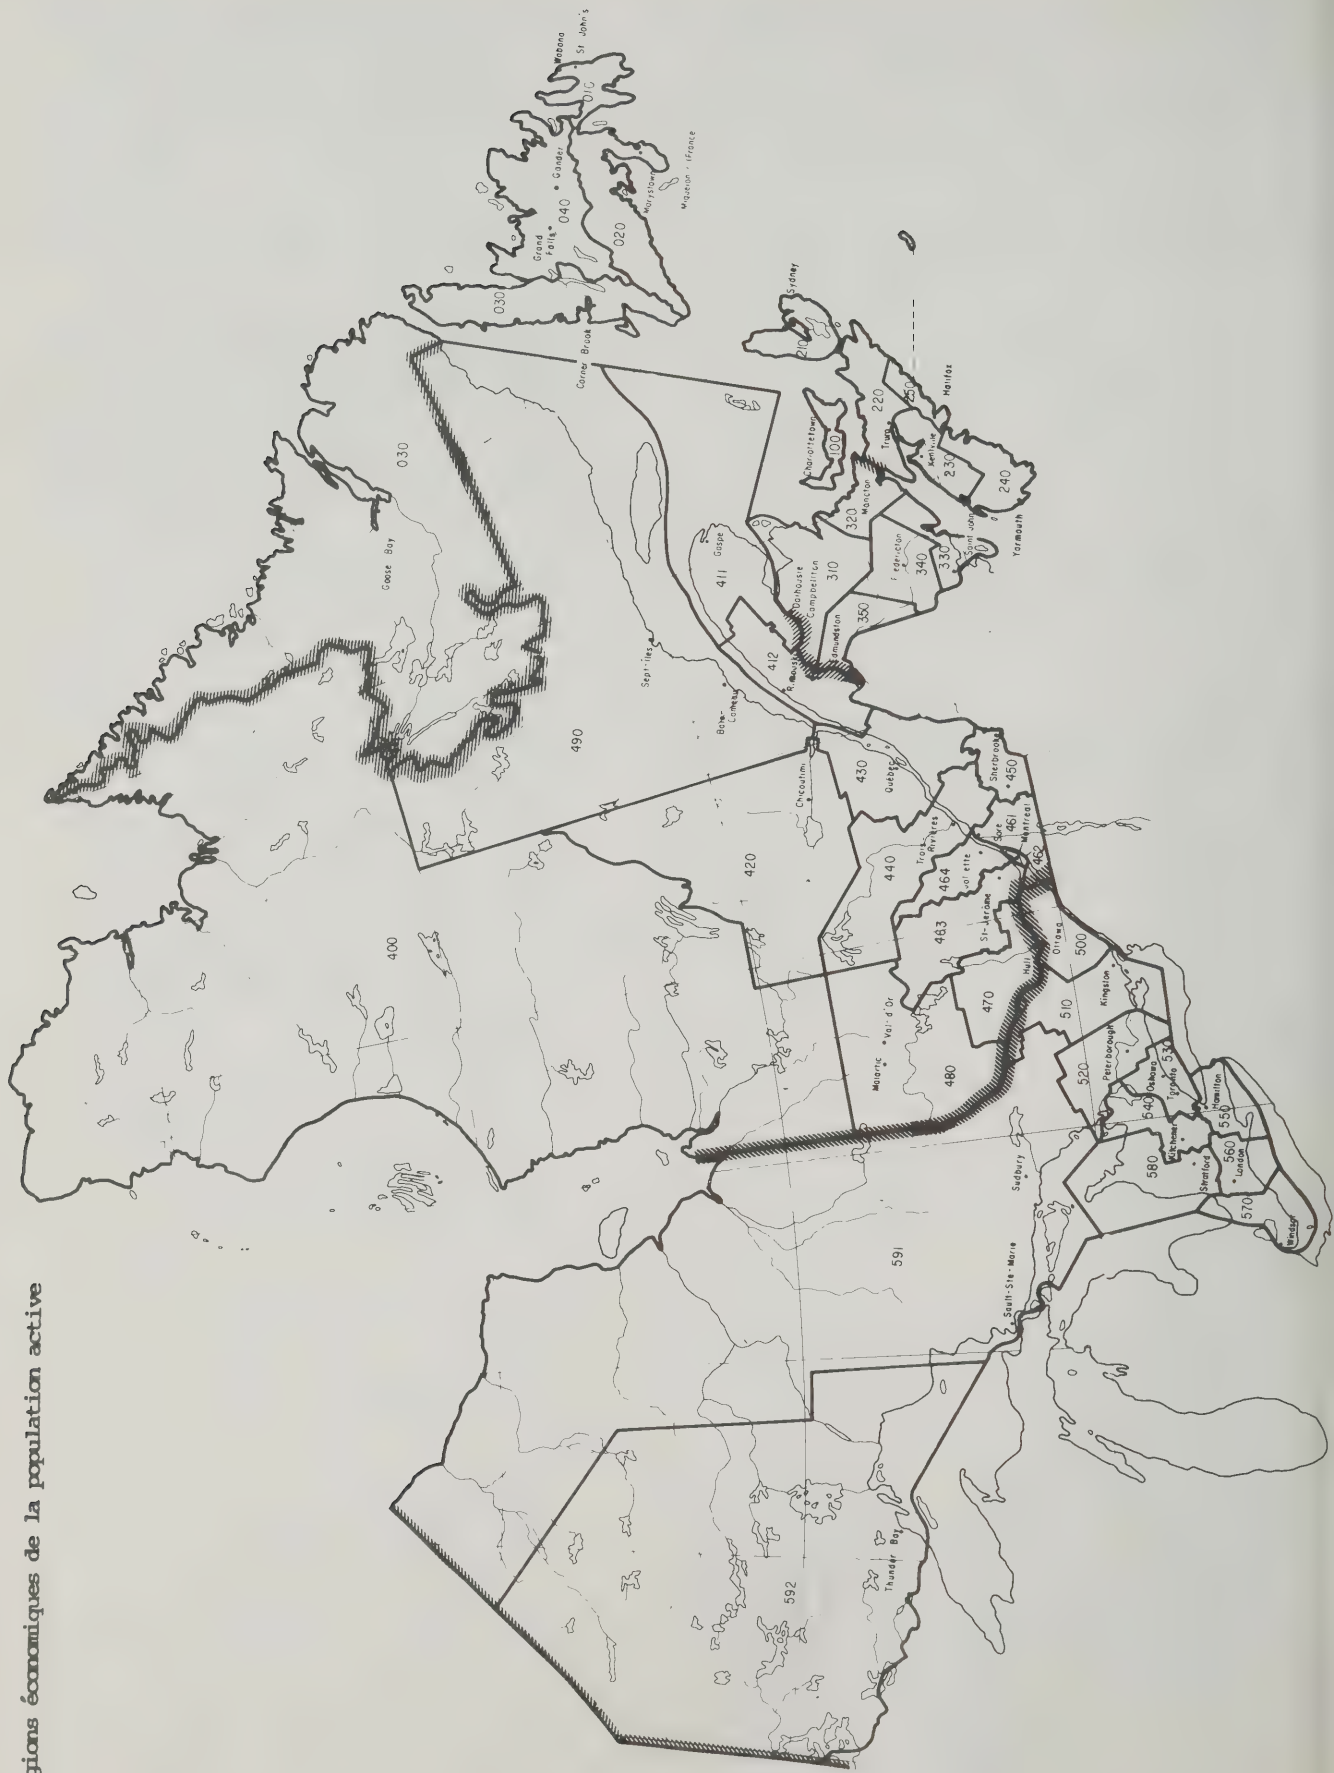 gions économiques de la population active
Wabana
St John's
010
Gander
040
Grand
Falls
020
Marystown
Miquelon - (France
030
Corner Brook
030
Goose Bay
Sydney
210
220
250
Halifax
Truro
Kentville
230
240
Yarmouth
Charlottetown
100
Moncton
320
Saint John
330
Fredericton
340
310
350
Dalhousie
Campbellton
Edmundston
Gaspé
411
412
Rimouski
Sept-Îles
Baie-
Comeau
490
Chicoutimi
430
Québec
420
Sherbrooke
450
461
Montréal
462
Trois-
Rivières
440
464
Joliette
463
St-Jérôme
400
Hull
Ottawa
500
470
Val-d'Or
Malartic
480
510
Kingston
520
Peterborough
530
Oshawa
540
Toronto
Hamilton
550
Kitchener
580
Stratford
560
London
570
Windsor
Sudbury
591
Sault-Ste-Marie
592
Thunder Bay